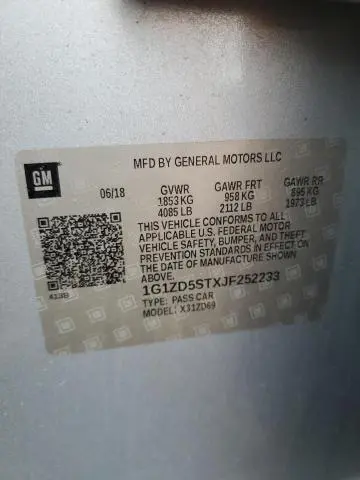 GM
MFD BY GENERAL MOTORS LLC
06/18 GVWR GAWR FRT GAWR RR
1853 KG 958 KG 895 KG
4085 LB 2112 LB 1973 LB
THIS VEHICLE CONFORMS TO ALL
APPLICABLE U.S. FEDERAL MOTOR
VEHICLE SAFETY, BUMPER, AND THEFT
PREVENTION STANDARDS IN EFFECT ON
THE DATE OF MANUFACTURE SHOWN
ABOVE.
413B
1G1ZD5STXJF252233
TYPE: PASS CAR
MODEL: X31ZD69